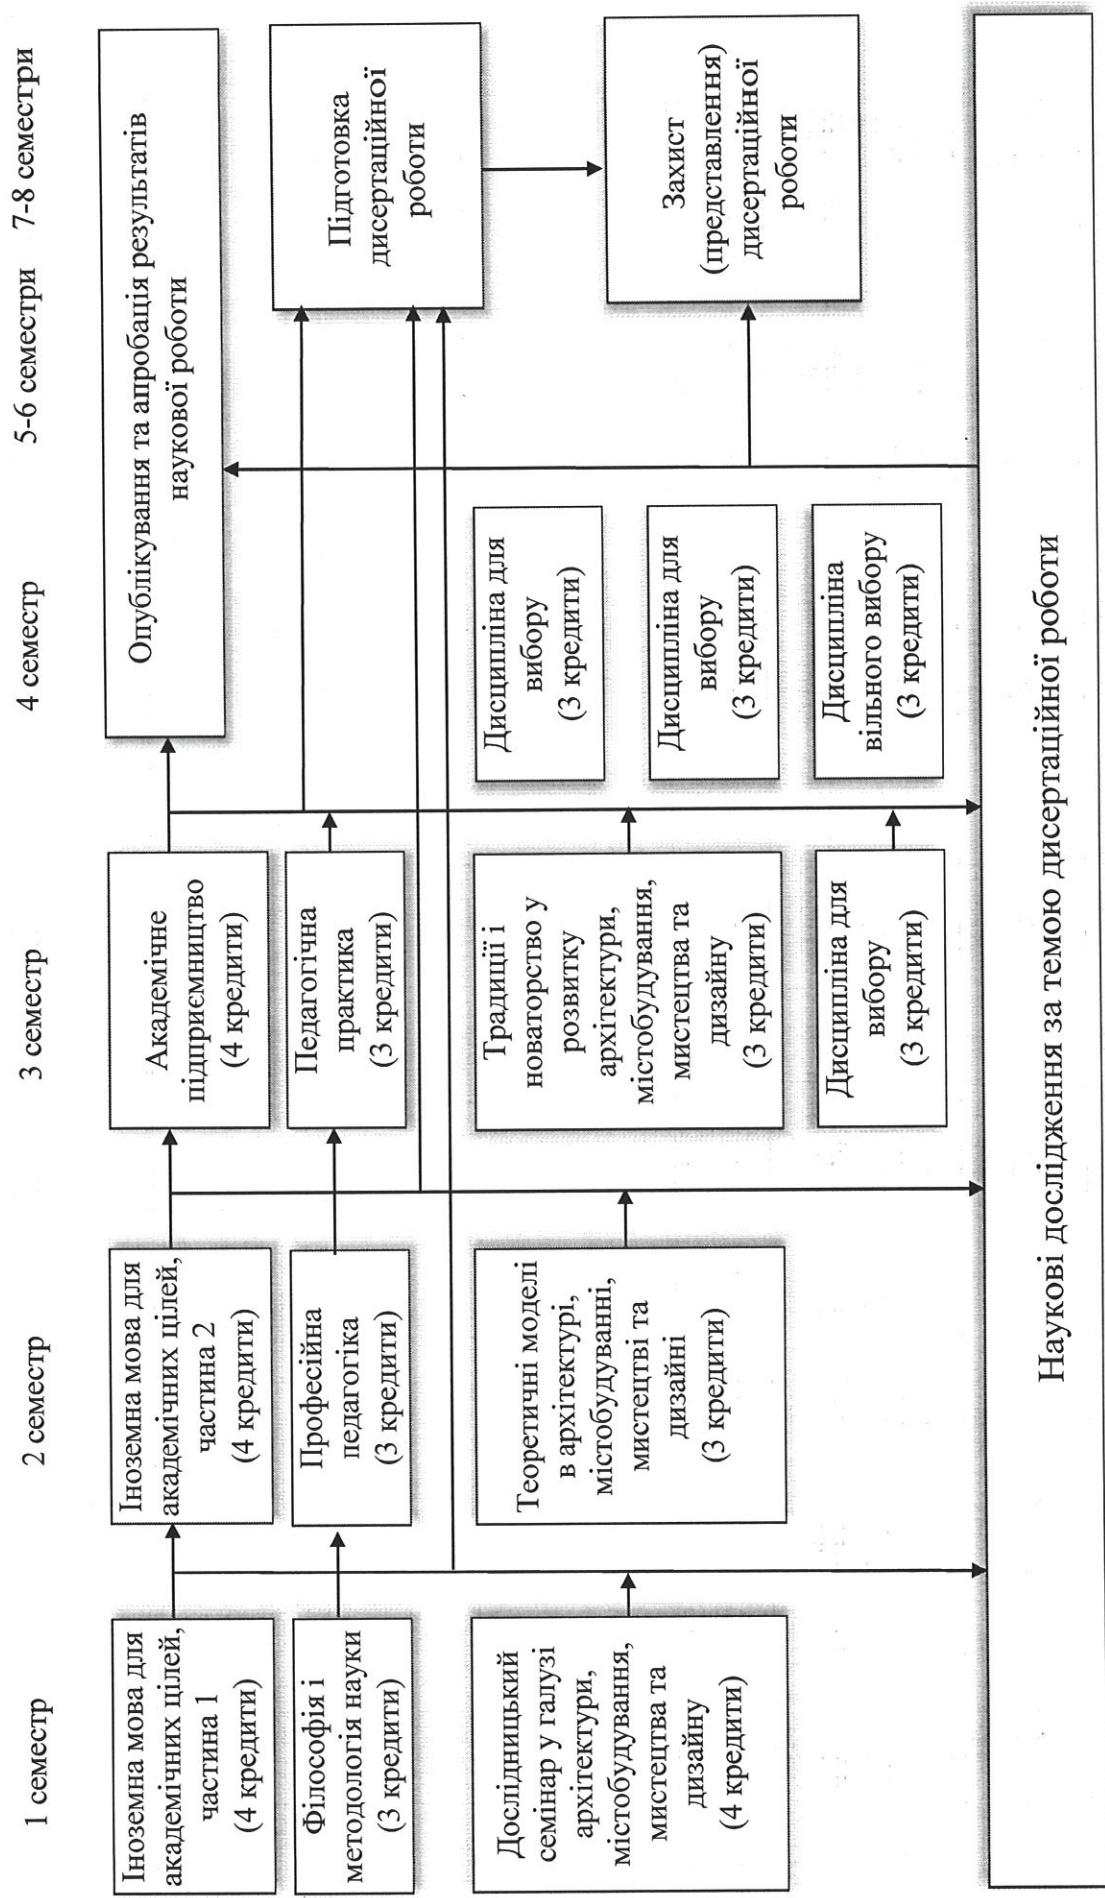 1 семестр
2 семестр
3 семестр
4 семестр
5-6 семестри
7-8 семестри
Іноземна мова для
академічних цілей,
частина 1
(4 кредити)
Філософія і
методологія науки
(3 кредити)
Дослідницький
семінар у галузі
архітектури,
містобудування,
мистецтва та
дизайну
(4 кредити)
Іноземна мова для
академічних цілей,
частина 2
(4 кредити)
Професійна
педагогіка
(3 кредити)
Теоретичні моделі
в архітектурі,
містобудуванні,
мистецтві та
дизайні
(3 кредити)
Академічне
підприємництво
(4 кредити)
Педагогічна
практика
(3 кредити)
Традиції і
новаторство у
розвитку
архітектури,
містобудування,
мистецтва та
дизайну
(3 кредити)
Дисципліна для
вибору
(3 кредити)
Дисципліна для
вибору
(3 кредити)
Дисципліна для
вибору
(3 кредити)
Дисципліна
вільного вибору
(3 кредити)
Опублікування та апробація результатів
наукової роботи
Підготовка
дисертаційної
роботи
Захист
(представлення)
дисертаційної
роботи
Наукові дослідження за темою дисертаційної роботи